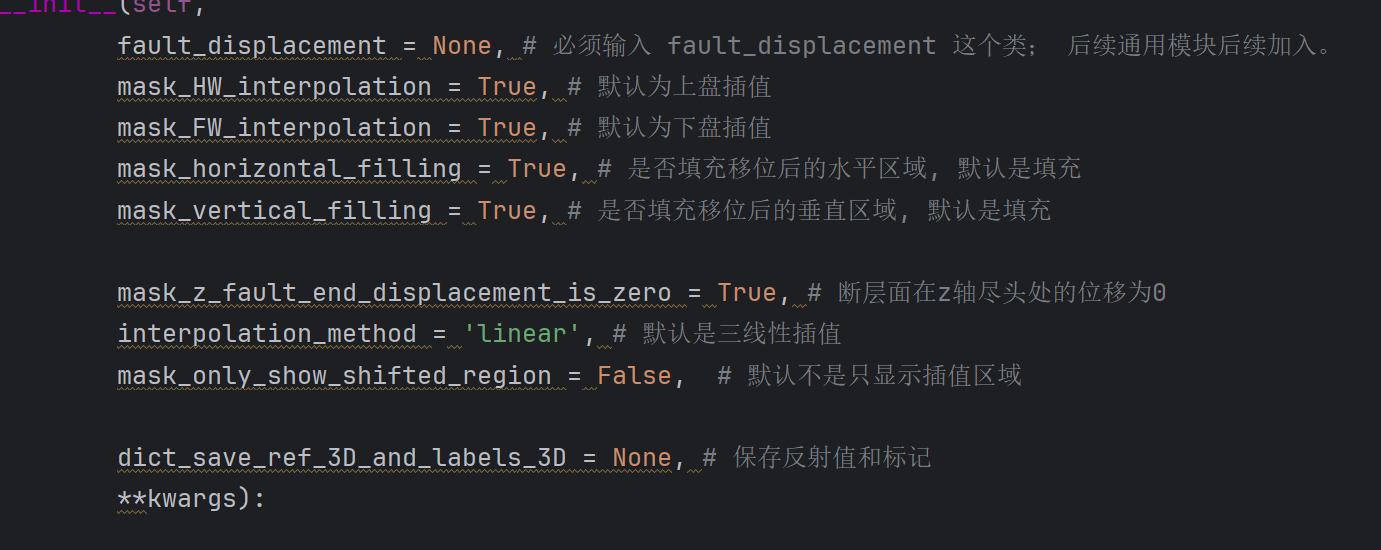 __init__(self,
fault_displacement = None, # 必须输入 fault_displacement 这个类； 后续通用模块后续加入。
mask_HW_interpolation = True, # 默认为上盘插值
mask_FW_interpolation = True, # 默认为下盘插值
mask_horizontal_filling = True, # 是否填充移位后的水平区域, 默认是填充
mask_vertical_filling = True, # 是否填充移位后的垂直区域, 默认是填充
mask_z_fault_end_displacement_is_zero = True, # 断层面在z轴尽头处的位移为0
interpolation_method = 'linear', # 默认是三线性插值
mask_only_show_shifted_region = False,  # 默认不是只显示插值区域
dict_save_ref_3D_and_labels_3D = None, # 保存反射值和标记
**kwargs):